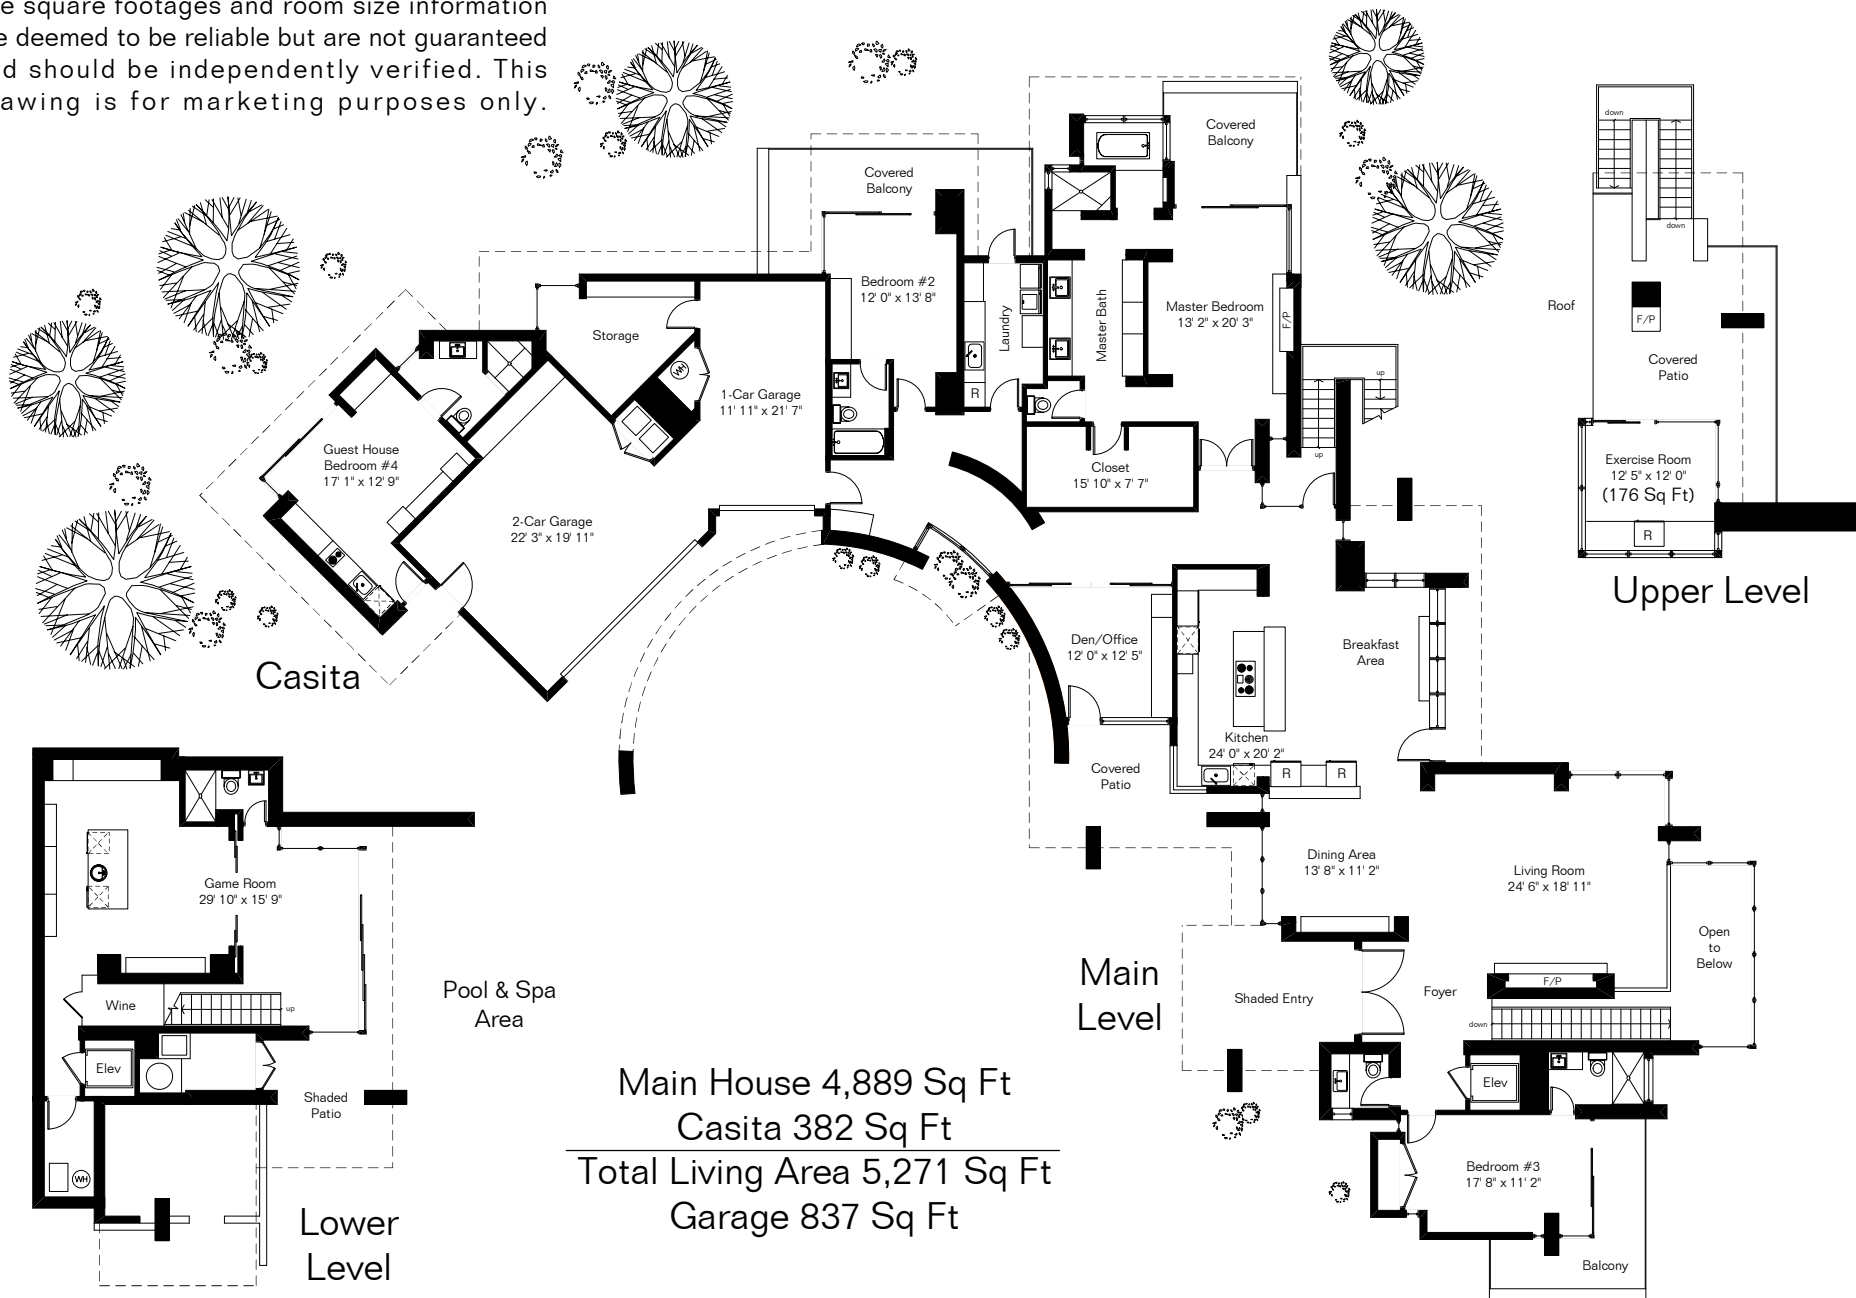 e square footages and room size information
e deemed to be reliable but are not guaranteed
d should be independently verified. This
awing is for marketing purposes only.
Covered
Balcony
Covered
Balcony
Bedroom #2
12' 0" x 13' 8"
Laundry
R
Master Bath
Master Bedroom
13' 2" x 20' 3"
F/P
up
up
Storage
WH
1-Car Garage
11' 11" x 21' 7"
Guest House
Bedroom #4
17' 1" x 12' 9"
2-Car Garage
22' 3" x 19' 11"
Closet
15' 10" x 7' 7"
Casita
down
down
Roof
F/P
Covered
Patio
Exercise Room
12' 5" x 12' 0"
(176 Sq Ft)
R
Upper Level
Den/Office
12' 0" x 12' 5"
Breakfast
Area
Kitchen
24' 0" x 20' 2"
R
R
Covered
Patio
Dining Area
13' 8" x 11' 2"
Living Room
24' 6" x 18' 11"
Open
to
Below
F/P
Foyer
Shaded Entry
down
Main
Level
Elev
Bedroom #3
17' 8" x 11' 2"
Balcony
Game Room
29' 10" x 15' 9"
Wine
up
Elev
Shaded
Patio
WH
Pool & Spa
Area
Lower
Level
Main House 4,889 Sq Ft
Casita 382 Sq Ft
Total Living Area 5,271 Sq Ft
Garage 837 Sq Ft